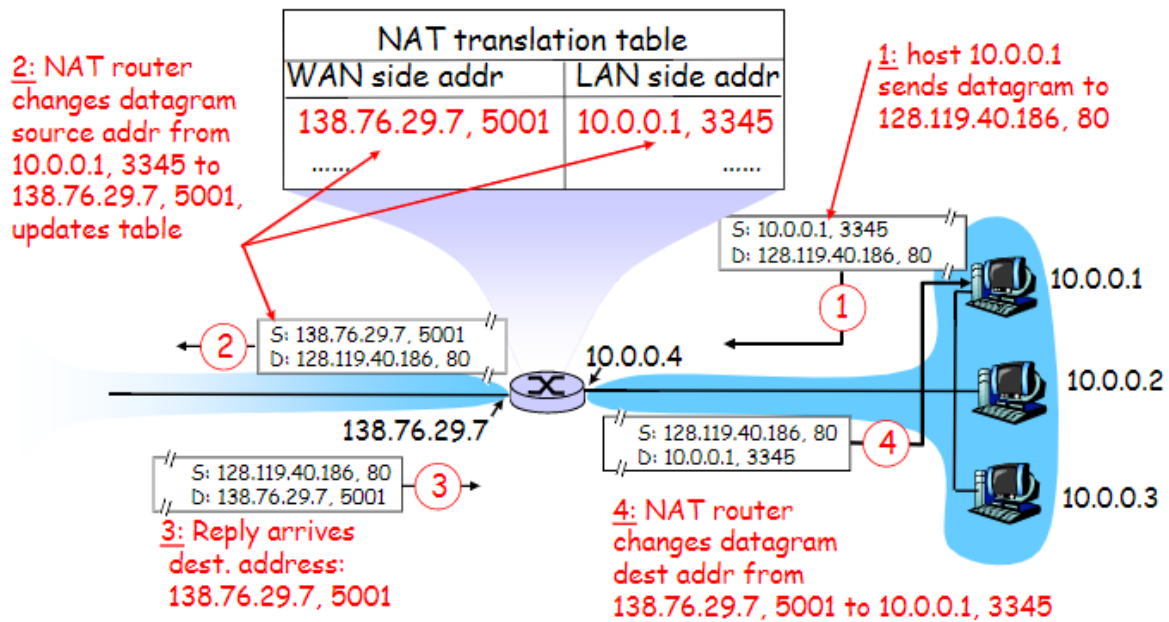 NAT translation table
WAN side addr LAN side addr
138.76.29.7, 5001 10.0.0.1, 3345
...... ......
2: NAT router
changes datagram
source addr from
10.0.0.1, 3345 to
138.76.29.7, 5001,
updates table
1: host 10.0.0.1
sends datagram to
128.119.40.186, 80
S: 10.0.0.1, 3345
D: 128.119.40.186, 80
1
10.0.0.1
S: 138.76.29.7, 5001
D: 128.119.40.186, 80
2
10.0.0.4
10.0.0.2
138.76.29.7
S: 128.119.40.186, 80
D: 10.0.0.1, 3345
4
S: 128.119.40.186, 80
D: 138.76.29.7, 5001
3
10.0.0.3
3: Reply arrives
dest. address:
138.76.29.7, 5001
4: NAT router
changes datagram
dest addr from
138.76.29.7, 5001 to 10.0.0.1, 3345